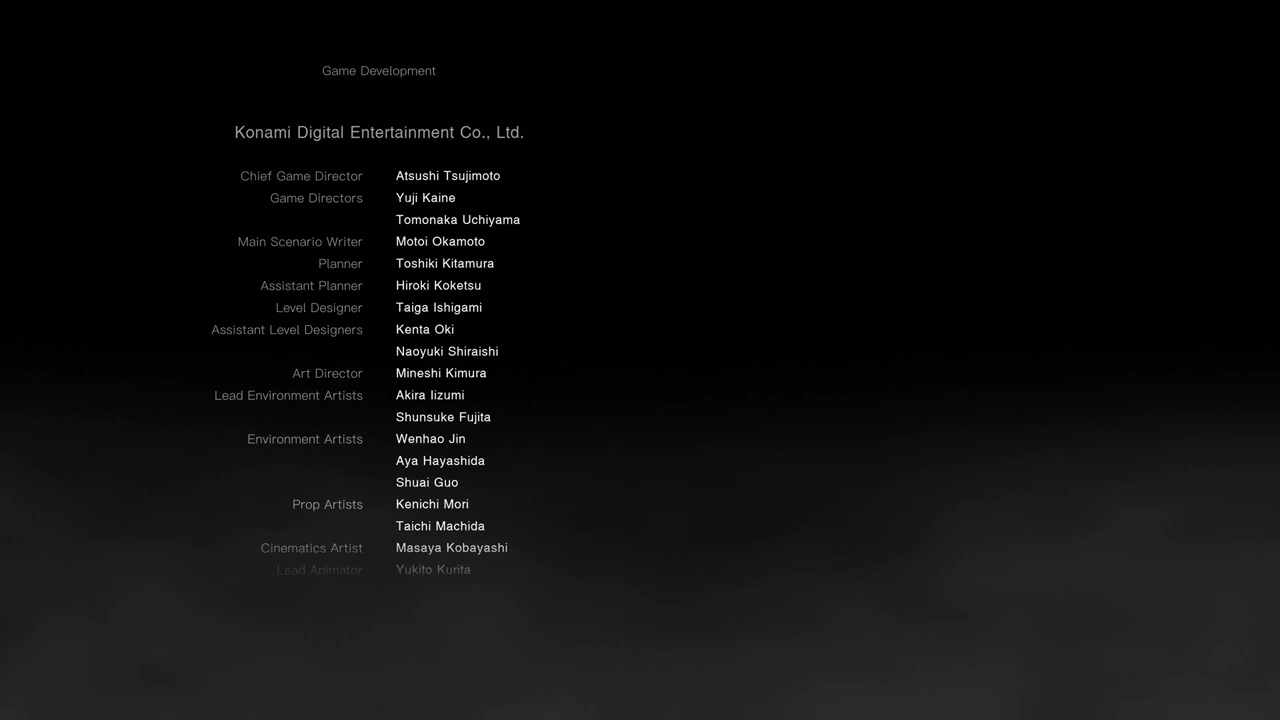 Game Development
Konami Digital Entertainment Co., Ltd.
Chief Game Director Atsushi Tsujimoto
Game Directors Yuji Kaine
Tomonaka Uchiyama
Main Scenario Writer Motoi Okamoto
Planner Toshiki Kitamura
Assistant Planner Hiroki Koketsu
Level Designer Taiga Ishigami
Assistant Level Designers Kenta Oki
Naoyuki Shiraishi
Art Director Mineshi Kimura
Lead Environment Artists Akira Iizumi
Shunsuke Fujita
Environment Artists Wenhao Jin
Aya Hayashida
Shuai Guo
Prop Artists Kenichi Mori
Taichi Machida
Cinematics Artist Masaya Kobayashi
Lead Animator Yukito Kurita